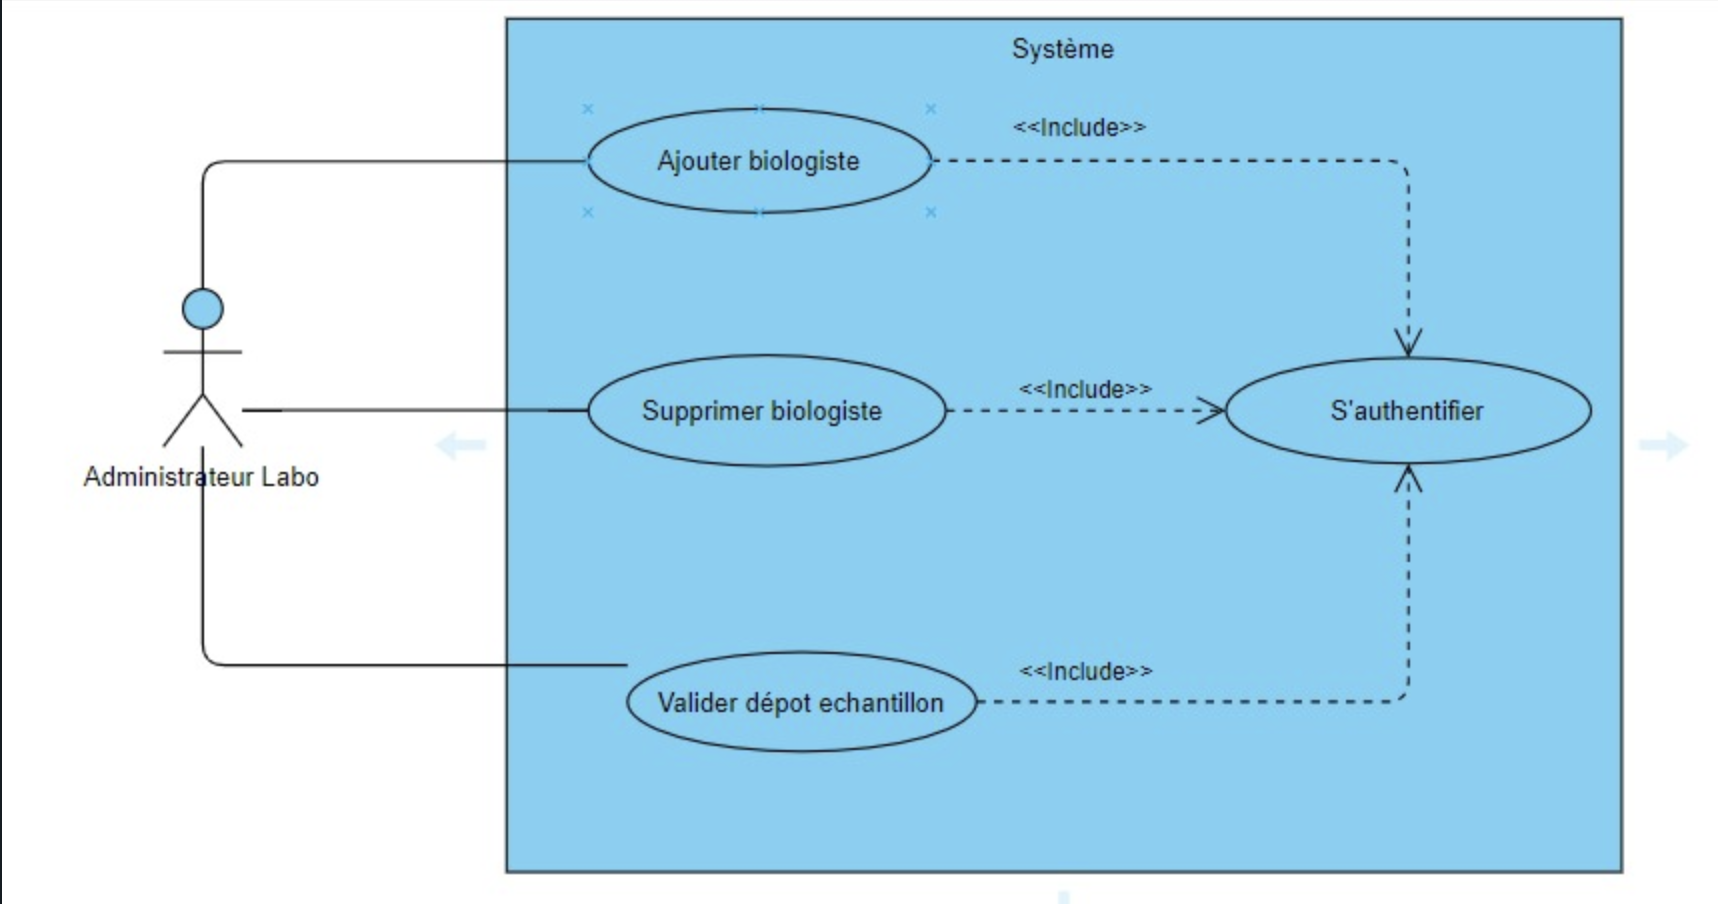 Système
<<Include>>
Ajouter biologiste
<<Include>>
Supprimer biologiste
S'authentifier
Administrateur Labo
<<Include>>
Valider dépot echantillon